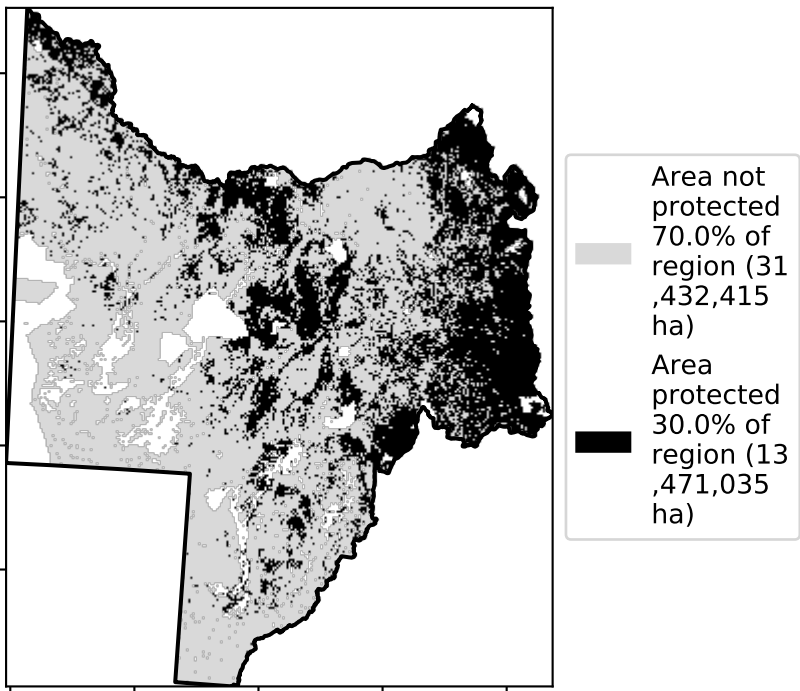 Area not
protected
70.0% of
region (31
,432,415
ha)
Area
protected
30.0% of
region (13
,471,035
ha)